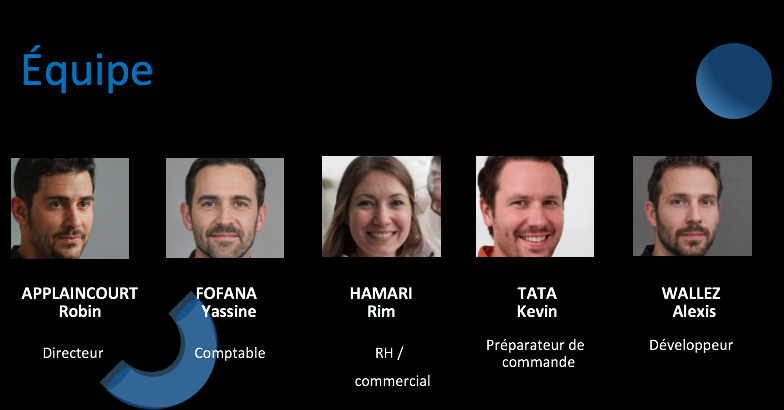 Équipe
APPLAINCOURT
Robin
Directeur
FOFANA
Yassine
Comptable
HAMARI
Rim
RH /
commercial
TATA
Kevin
Préparateur de
commande
WALLEZ
Alexis
Développeur